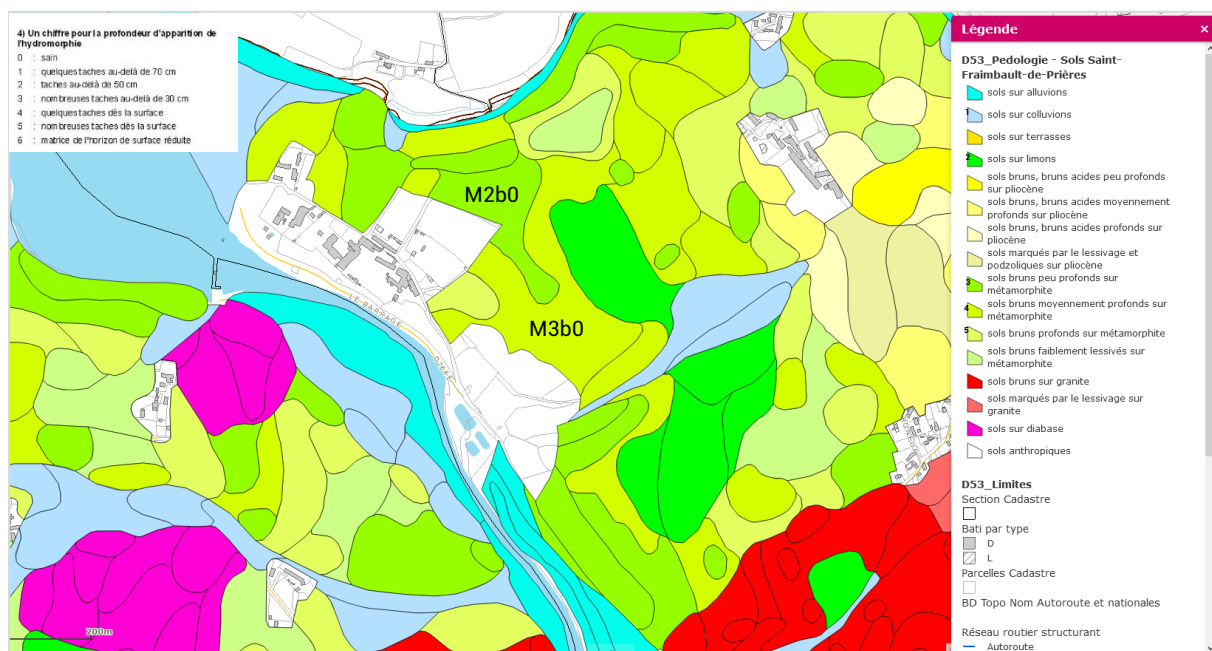 4) Un chiffre pour la profondeur d'apparition de
l'hydromorphie
0 : sain
1 : quelques taches au-delà de 70 cm
2 : taches au-delà de 50 cm
3 : nombreuses taches au-delà de 30 cm
4 : quelques taches dès la surface
5 : nombreuses taches dès la surface
6 : matrice de l'horizon de surface réduite
M2b0
M3b0
LE BARRAGE
D266E
200m
Légende
×
D53_Pedologie - Sols Saint-
Fraimbault-de-Prières
sols sur alluvions
1 sols sur colluvions
sols sur terrasses
2 sols sur limons
sols bruns, bruns acides peu profonds
sur pliocène
sols bruns, bruns acides moyennement
profonds sur pliocène
sols bruns, bruns acides profonds sur
pliocène
sols marqués par le lessivage et
podzoliques sur pliocène
3 sols bruns peu profonds sur
métamorphite
4 sols bruns moyennement profonds sur
métamorphite
5 sols bruns profonds sur métamorphite
sols bruns faiblement lessivés sur
métamorphite
sols bruns sur granite
sols marqués par le lessivage sur
granite
sols sur diabase
sols anthropiques
D53_Limites
Section Cadastre
Bati par type
D
L
Parcelles Cadastre
BD Topo Nom Autoroute et nationales
Réseau routier structurant
Autoroute